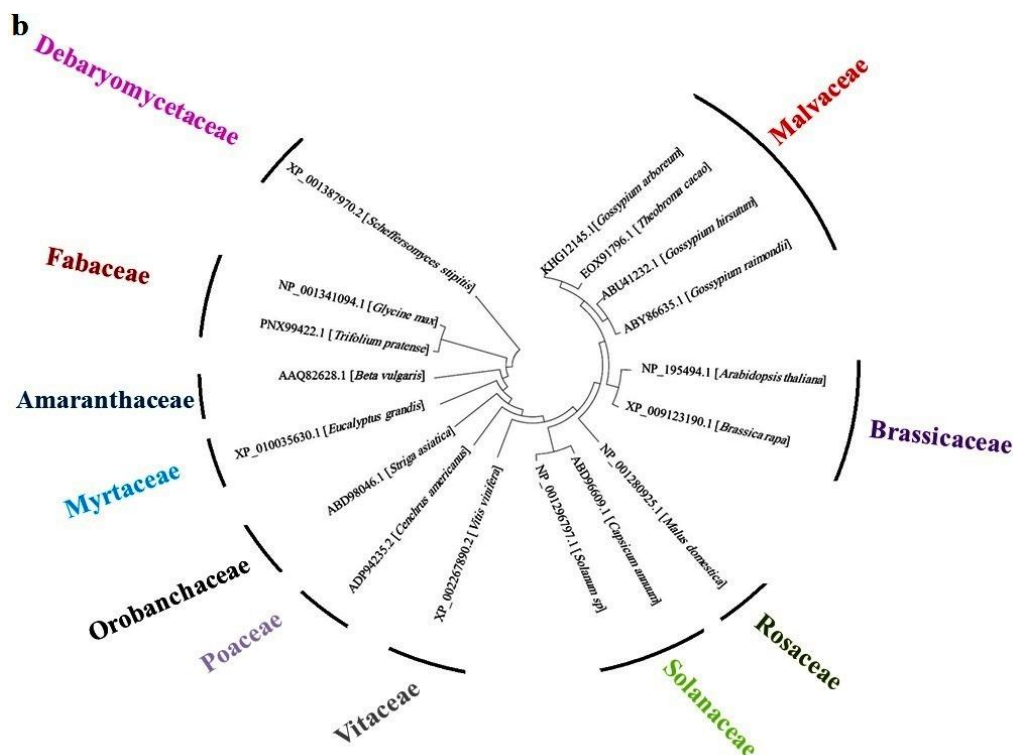 b
Debaryomycetaceae
Malvaceae
XP_001387970.2 [Scheffersomyces stipitis]
KHG12145.1[Gossypium arboreum]
EOX91796.1 [Theobroma cacao]
ABU41232.1 [Gossypium hirsutum]
ABY86635.1 [Gossypium raimondii]
Fabaceae
NP_001341094.1 [Glycine max]
PNX99422.1 [Trifolium pratense]
NP_195494.1 [Arabidopsis thaliana]
AAQ82628.1 [Beta vulgaris]
Amaranthaceae
XP_009123190.1 [Brassica rapa]
Brassicaceae
XP_010035630.1 [Eucalyptus grandis]
Myrtaceae
ABD98046.1 [Striga asiatica]
ADP94235.2 [Cenchrus americanus]
XP_002267890.2 [Vitis vinifera]
NP_001296797.1 [Solanum sp]
ABD96609.1 [Capsicum annuum]
NP_001280925.1 [Malus domestica]
Orobanchaceae
Poaceae
Vitaceae
Solanaceae
Rosaceae